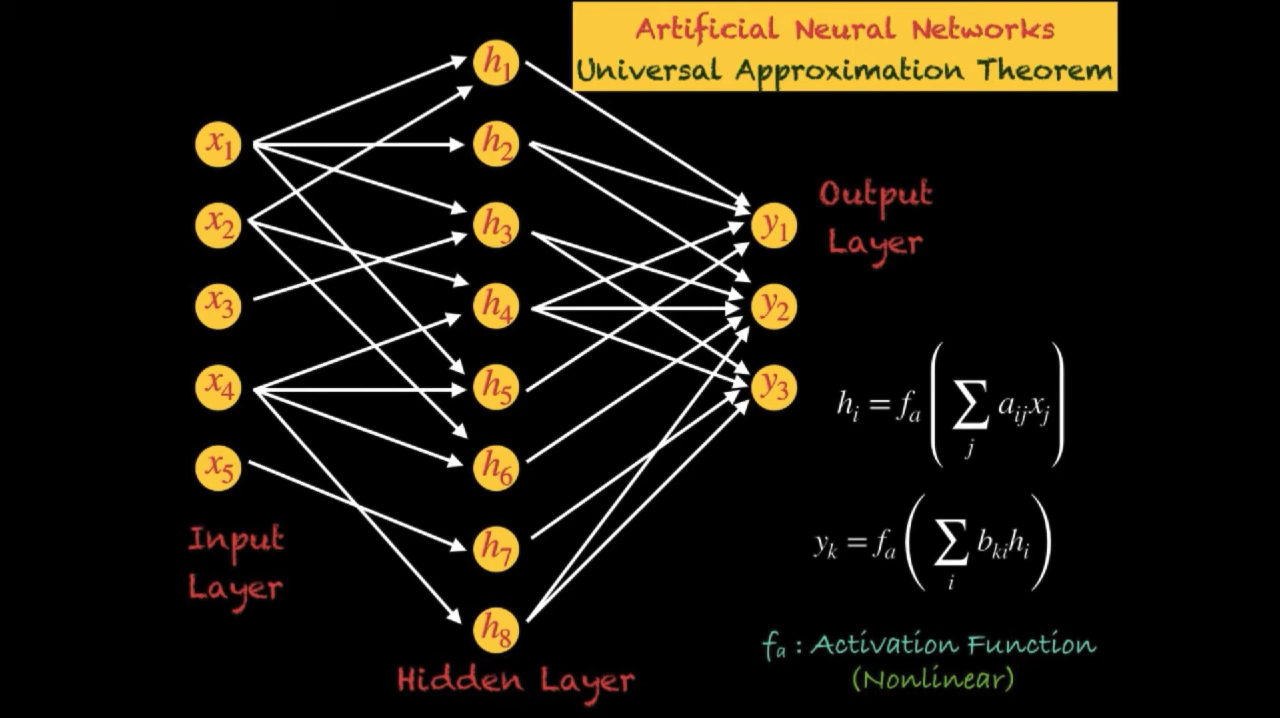 Artificial Neural Networks
Universal Approximation Theorem
x₁
x₂
x₃
x₄
x₅
Input
Layer
h₁
h₂
h₃
h₄
h₅
h₆
h₇
h₈
Hidden Layer
y₁
y₂
y₃
Output
Layer
hᵢ = fₐ ( ∑ⱼ aᵢⱼxⱼ )
yₖ = fₐ ( ∑ᵢ bₖᵢhᵢ )
fₐ : Activation Function
(Nonlinear)